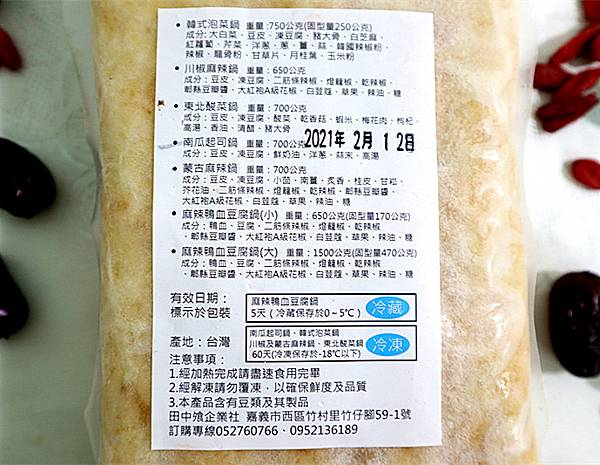 • 韓式泡菜鍋 重量:750公克(固型量250公克)
成分:大白菜、豆皮、凍豆腐、豬大骨、白芝麻、
紅蘿蔔、芹菜、洋蔥、蔥、薑、蒜、韓國辣椒粉、
辣椒、龍骨粉、甘草片、月桂葉、玉米粉
• 川椒麻辣鍋 重量:650公克
成分:豆皮、凍豆腐、二筋條辣椒、燈籠椒、乾辣椒、
郫縣豆瓣醬、大紅袍A級花椒、白荳蔻、草果、辣油、糖
• 東北酸菜鍋 重量:700公克
成分:豆皮、凍豆腐、酸菜、乾香菇、蝦米、梅花肉、枸杞、
高湯、香油、清醋、豬大骨
2021年 2月 12日
• 南瓜起司鍋 重量:700公克
成分:豆皮、凍豆腐、鮮奶油、洋蔥、蒜末、高湯
• 蒙古麻辣鍋 重量:700公克
成分:豆皮、凍豆腐、小茴、南薑、炙香、桂皮、甘崧、
芥花油、二筋條辣椒、燈籠椒、乾辣椒、郫縣豆瓣醬、
大紅袍A級花椒、白荳蔻、草果、辣油、糖
• 麻辣鴨血豆腐鍋(小) 重量:650公克(固型量170公克)
成分:鴨血、豆腐、二筋條辣椒、燈籠椒、乾辣椒
、郫縣豆瓣醬、大紅袍A級花椒、白荳蔻、草果、辣油、糖
• 麻辣鴨血豆腐鍋(大) 重量:1500公克(固型量470公克)
成分:鴨血、豆腐、二筋條辣椒、燈籠椒、乾辣椒
、郫縣豆瓣醬、大紅袍A級花椒、白荳蔻、草果、辣油、糖
有效日期:
標示於包裝
麻辣鴨血豆腐鍋
5天(冷藏保存於0~5℃)
冷藏
南瓜起司鍋、韓式泡菜鍋
川椒及蒙古麻辣鍋、東北酸菜鍋
60天(冷凍保存於-18℃以下)
冷凍
產地:台灣
注意事項:
1.經加熱完成請盡速食用完畢
2.經解凍請勿覆凍,以確保鮮度及品質
3.本產品含有豆類及其製品
田中飧企業社 嘉義市西區竹村里竹仔腳59-1號
訂購專線052760766、0952136189